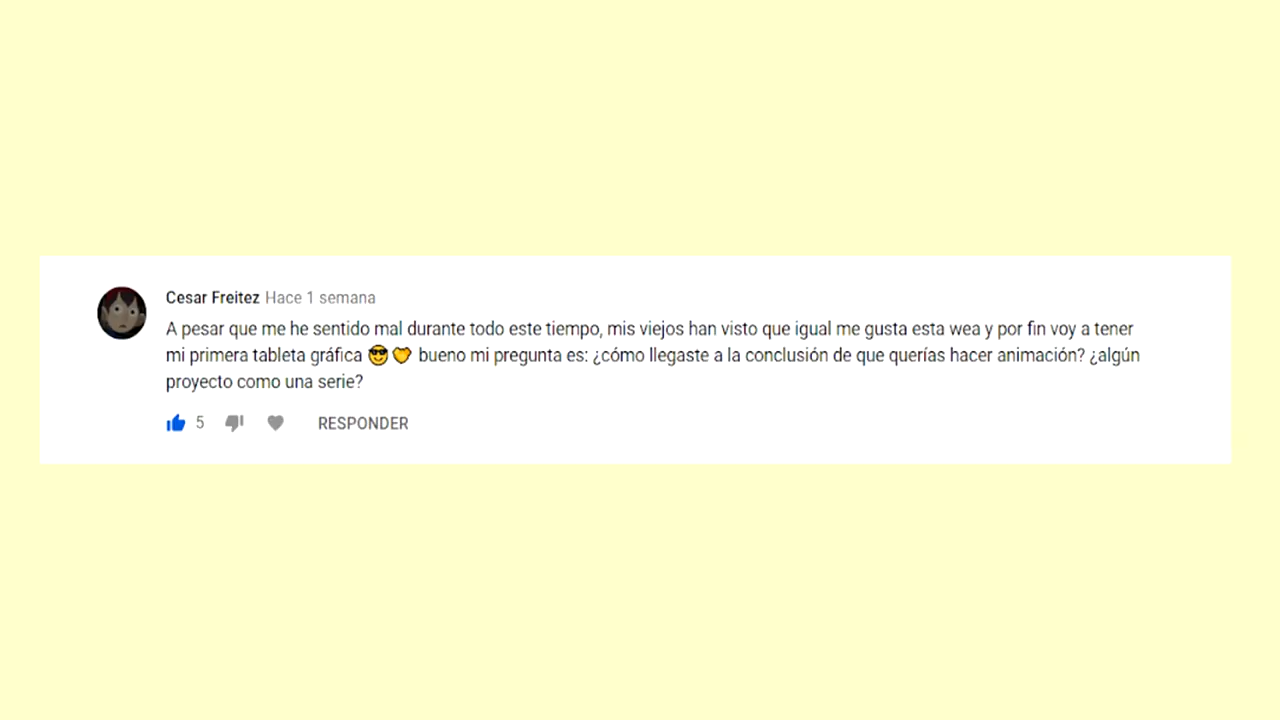 Cesar Freitez Hace 1 semana
A pesar que me he sentido mal durante todo este tiempo, mis viejos han visto que igual me gusta esta wea y por fin voy a tener
mi primera tableta gráfica 😎💛 bueno mi pregunta es: ¿cómo llegaste a la conclusión de que querías hacer animación? ¿algún
proyecto como una serie?
5 RESPONDER